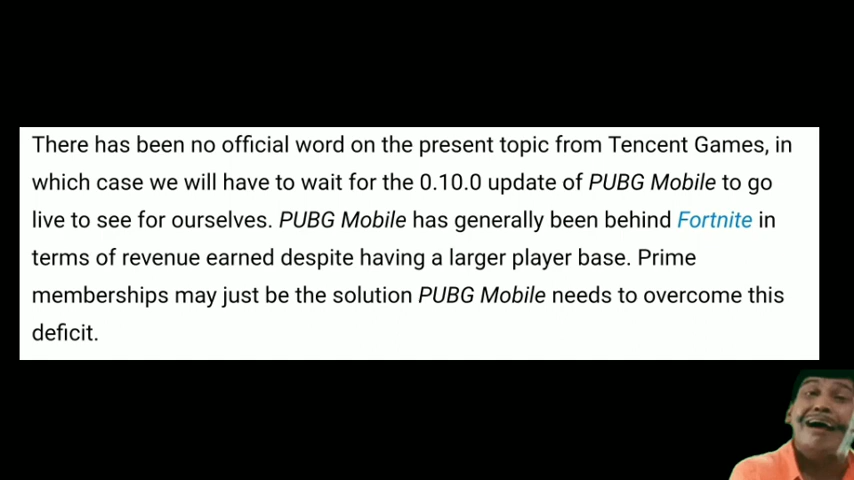 There has been no official word on the present topic from Tencent Games, in
which case we will have to wait for the 0.10.0 update of PUBG Mobile to go
live to see for ourselves. PUBG Mobile has generally been behind Fortnite in
terms of revenue earned despite having a larger player base. Prime
memberships may just be the solution PUBG Mobile needs to overcome this
deficit.